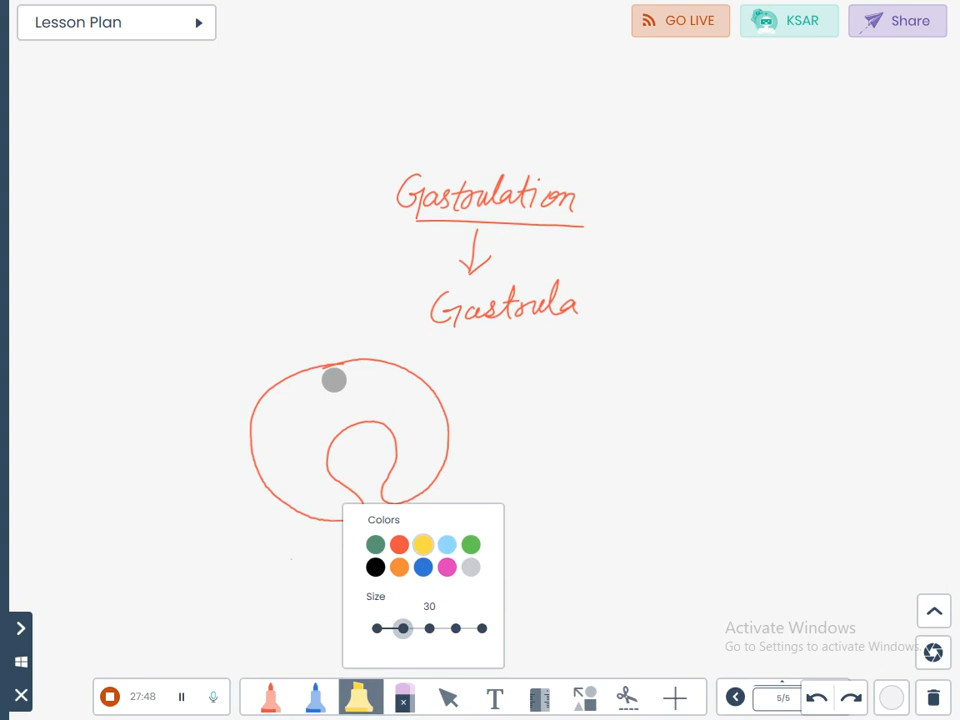 Lesson Plan
GO LIVE
KSAR
Share
Gastrulation
Gastrula
Colors
Size
30
Activate Windows
Go to Settings to activate Windows.
27:48
T
5/5